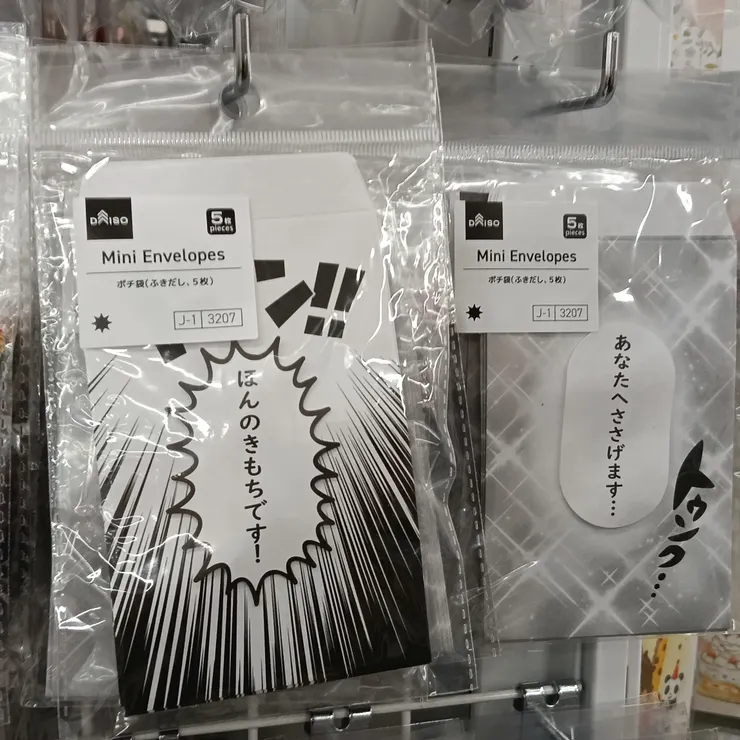 DAISO
5枚
pieces
Mini Envelopes
ポチ袋(ふきだし、5枚)
J-1 3207
!!
ほんのきもちです!
DAISO
5枚
pieces
Mini Envelopes
ポチ袋(ふきだし、5枚)
J-1 3207
あなたへささげます…
トゥンク…